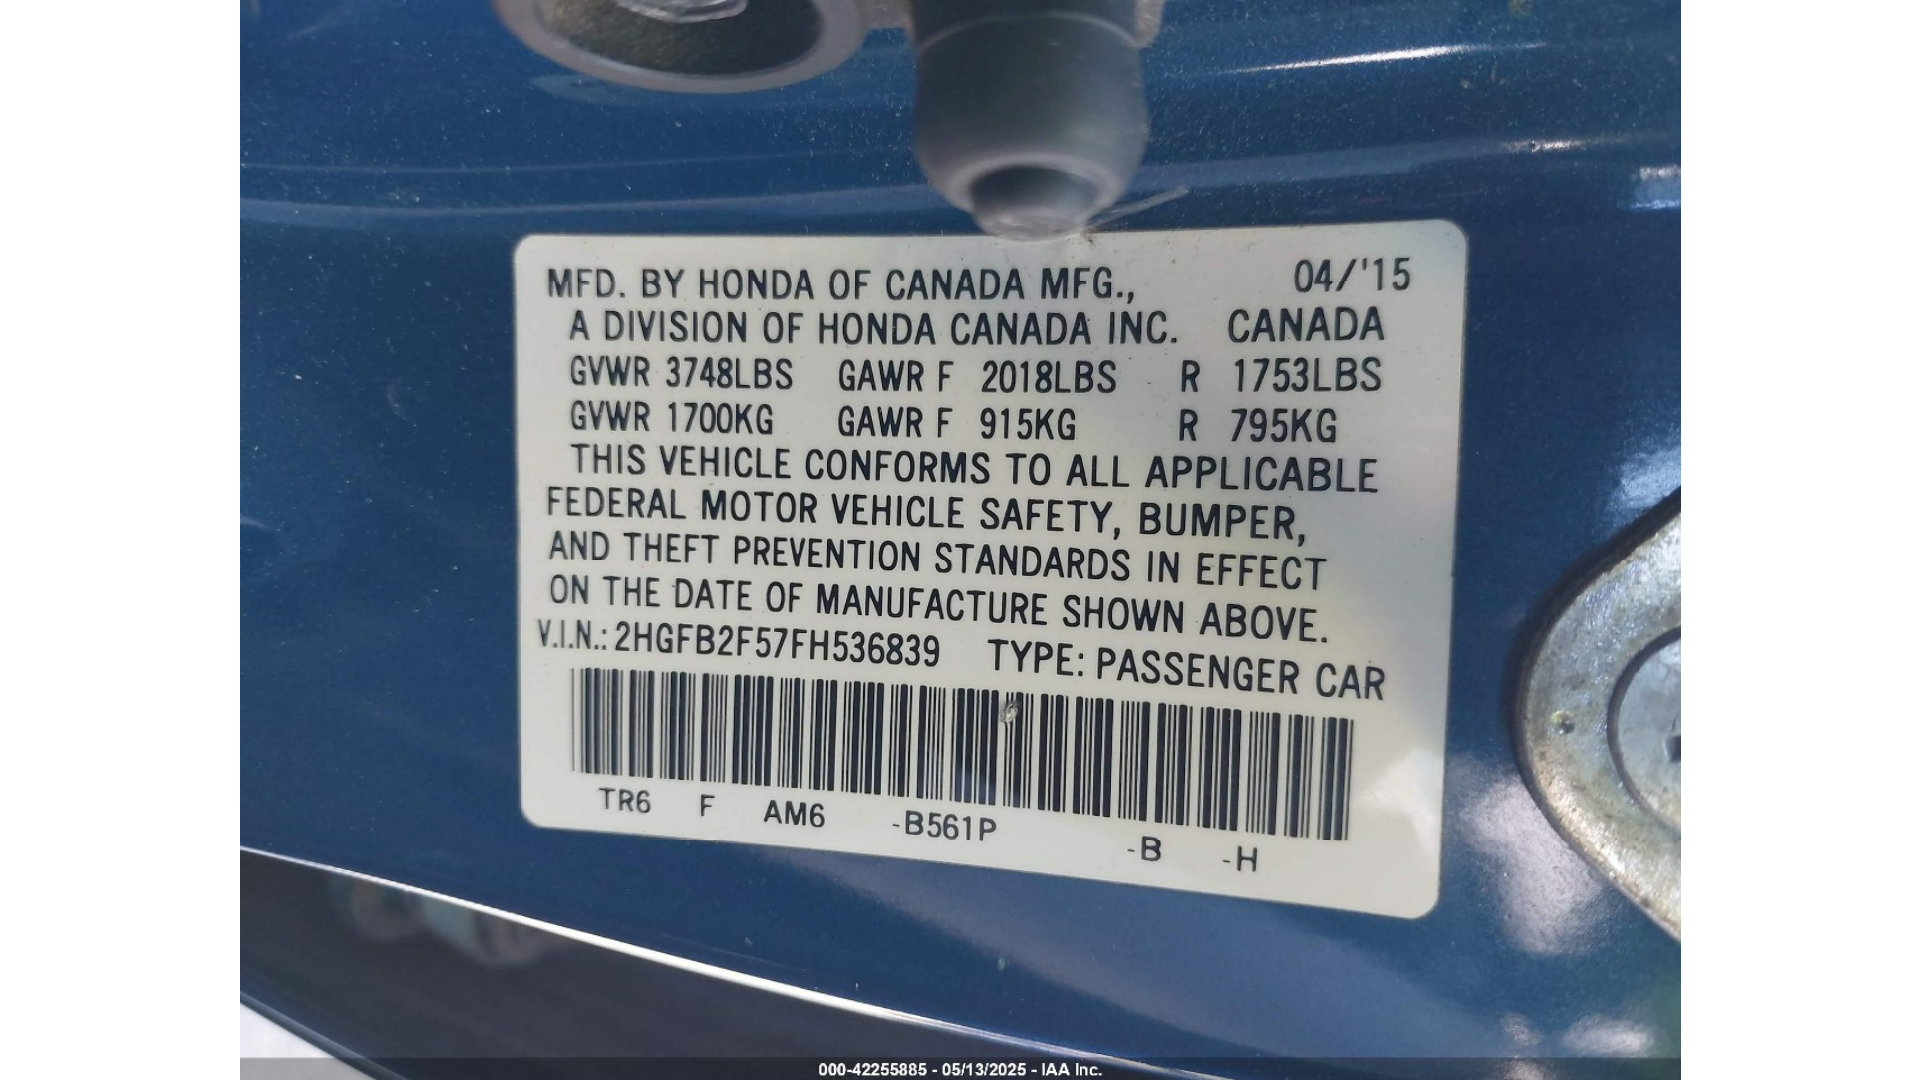 MFD. BY HONDA OF CANADA MFG., 04/'15
A DIVISION OF HONDA CANADA INC. CANADA
GVWR 3748LBS GAWR F 2018LBS R 1753LBS
GVWR 1700KG GAWR F 915KG R 795KG
THIS VEHICLE CONFORMS TO ALL APPLICABLE
FEDERAL MOTOR VEHICLE SAFETY, BUMPER,
AND THEFT PREVENTION STANDARDS IN EFFECT
ON THE DATE OF MANUFACTURE SHOWN ABOVE.
V.I.N.: 2HGFB2F57FH536839 TYPE: PASSENGER CAR
TR6 F AM6 -B561P -B -H
000-42255885 - 05/13/2025 - IAA Inc.